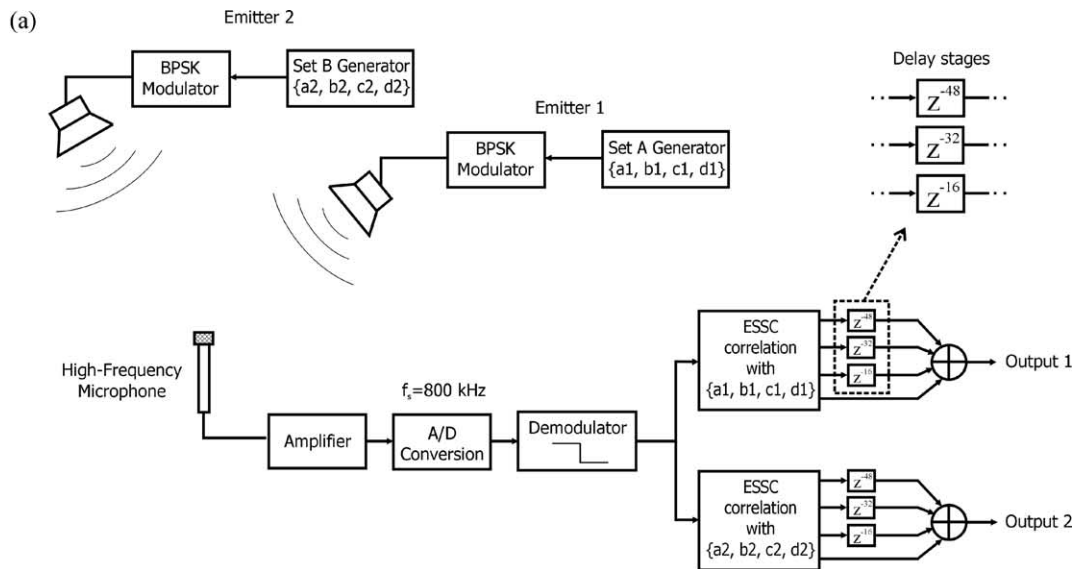 (a)
Emitter 2
BPSK
Modulator
Set B Generator
{a2, b2, c2, d2}
Emitter 1
BPSK
Modulator
Set A Generator
{a1, b1, c1, d1}
Delay stages
z⁻⁴⁸
z⁻³²
z⁻¹⁶
High-Frequency
Microphone
Amplifier
fs=800 kHz
A/D
Conversion
Demodulator
ESSC
correlation
with
{a1, b1, c1, d1}
z⁻⁴⁸
z⁻³²
z⁻¹⁶
Output 1
ESSC
correlation
with
{a2, b2, c2, d2}
z⁻⁴⁸
z⁻³²
z⁻¹⁶
Output 2